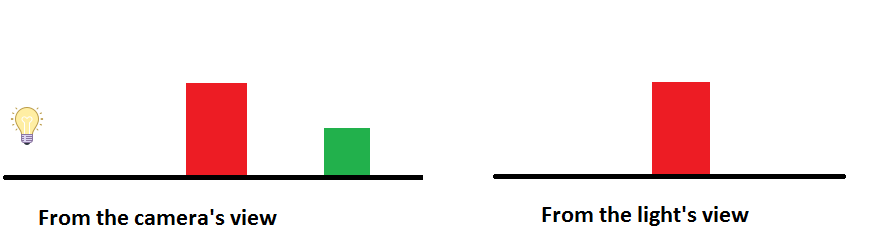 From the camera's view
From the light's view